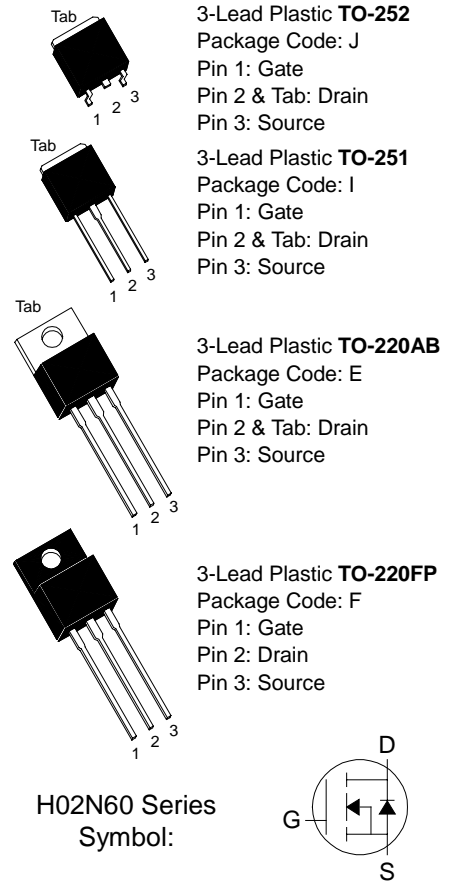 Tab
1 2 3
3-Lead Plastic TO-252
Package Code: J
Pin 1: Gate
Pin 2 & Tab: Drain
Pin 3: Source
Tab
1 2 3
3-Lead Plastic TO-251
Package Code: I
Pin 1: Gate
Pin 2 & Tab: Drain
Pin 3: Source
Tab
1 2 3
3-Lead Plastic TO-220AB
Package Code: E
Pin 1: Gate
Pin 2 & Tab: Drain
Pin 3: Source
1 2 3
3-Lead Plastic TO-220FP
Package Code: F
Pin 1: Gate
Pin 2: Drain
Pin 3: Source
H02N60 Series
Symbol:
D
G
S